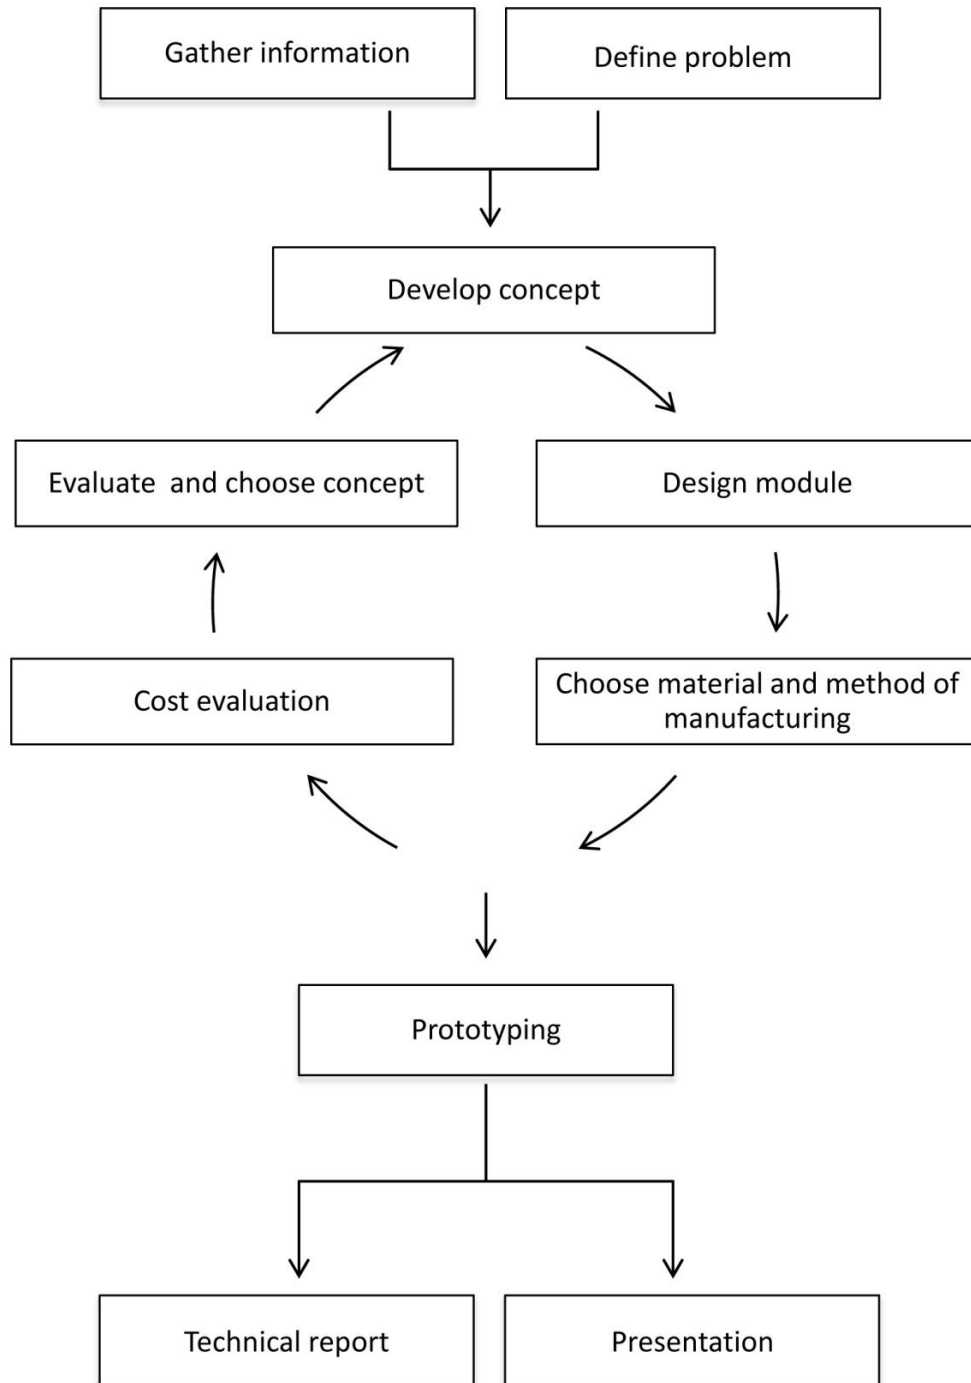 Gather information
Define problem
Develop concept
Evaluate  and choose concept
Design module
Cost evaluation
Choose material and method of
manufacturing
Prototyping
Technical report
Presentation